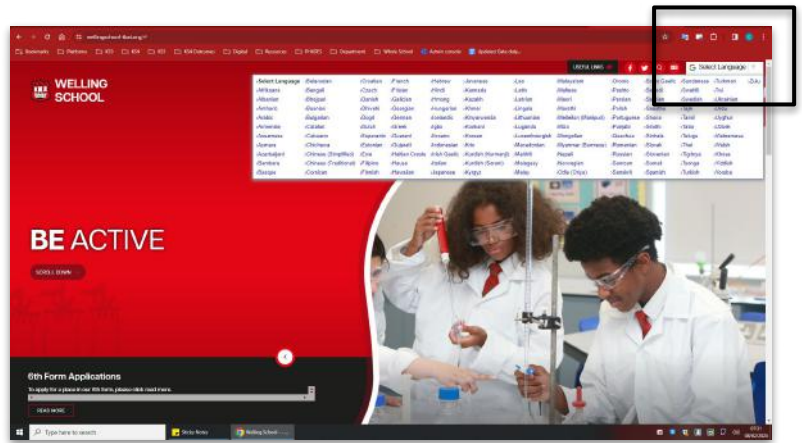 Bookmarks Platforms KS3 KS4 KS5 KS4 Outcomes Digital Resources Department Whole School Admin console
USEFUL LINKS
Select Language
WELLING
SCHOOL
Select Language Belarusian Croatian French Hebrew Javanese Lao Malayalam Oromo Scots Gaelic Sundanese Turkmen Zulu
Afrikaans Bengali Czech Frisian Hindi Kannada Latin Maltese Pashto Sepedi Swahili Twi
Albanian Bhojpuri Danish Galician Hmong Kazakh Latvian Maori Persian Serbian Swedish Ukrainian
Amharic Bosnian Dhivehi Georgian Hungarian Khmer Lingala Marathi Polish Sesotho Tajik Urdu
Arabic Bulgarian Dogri German Icelandic Kinyarwanda Lithuanian Meiteilon (Manipuri) Portuguese Shona Tamil Uyghur
Armenian Catalan Dutch Greek Igbo Konkani Luganda Mizo Punjabi Sindhi Tatar Uzbek
Assamese Cebuano Esperanto Guarani Ilocano Korean Luxembourgish Mongolian Quechua Sinhala Telugu Vietnamese
Aymara Chichewa Estonian Gujarati Indonesian Krio Macedonian Myanmar (Burmese) Romanian Slovak Thai Welsh
Azerbaijani Chinese (Simplified) Ewe Haitian Creole Irish Gaelic Kurdish (Kurmanji) Maithili Nepali Russian Slovenian Tigrinya Xhosa
Bambara Chinese (Traditional) Filipino Hausa Italian Kurdish (Sorani) Malagasy Norwegian Samoan Somali Tsonga Yiddish
Basque Corsican Finnish Hawaiian Japanese Kyrgyz Malay Odia (Oriya) Sanskrit Spanish Turkish Yoruba
BE ACTIVE
SCROLL DOWN
6th Form Applications
To apply for a place in our 6th form, please click read more.
READ MORE
Type here to search
Sticky Notes
Welling School